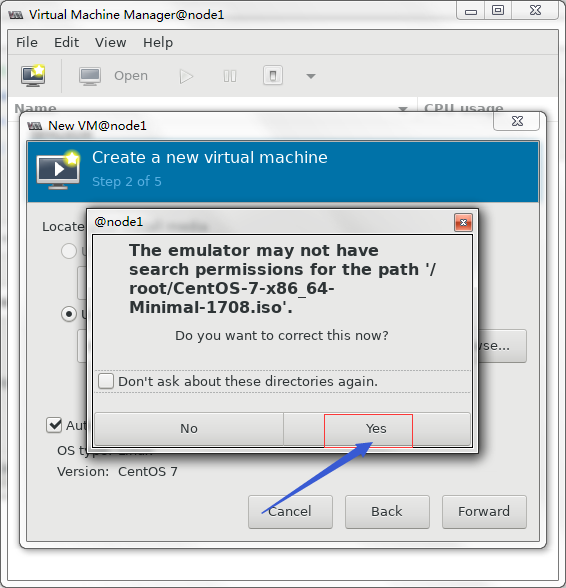 Virtual Machine Manager@node1
File Edit View Help
Open
Name CPU usage
New VM@node1
Create a new virtual machine
Step 2 of 5
Locate media
@node1
The emulator may not have
search permissions for the path '/
root/CentOS-7-x86_64-
Minimal-1708.iso'.
Do you want to correct this now?
Don't ask about these directories again.
No Yes
OS type:
Version: CentOS 7
Cancel Back Forward